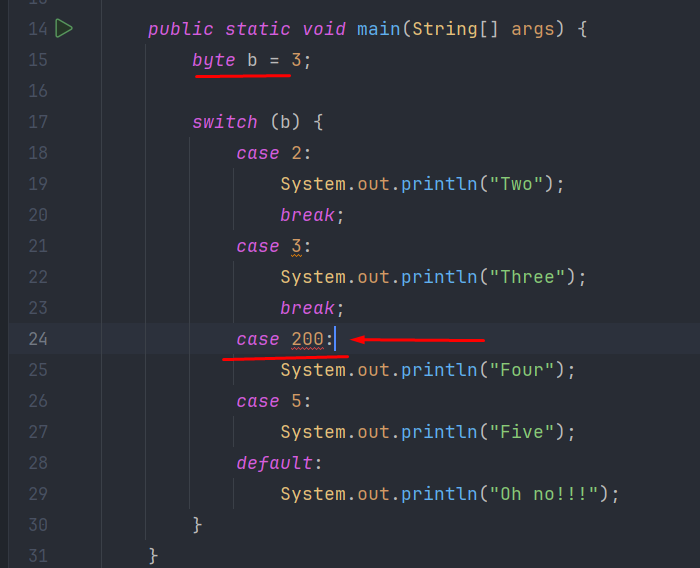 14 public static void main(String[] args) {
15 byte b = 3;
16
17 switch (b) {
18 case 2:
19 System.out.println("Two");
20 break;
21 case 3:
22 System.out.println("Three");
23 break;
24 case 200:
25 System.out.println("Four");
26 case 5:
27 System.out.println("Five");
28 default:
29 System.out.println("Oh no!!!");
30 }
31 }